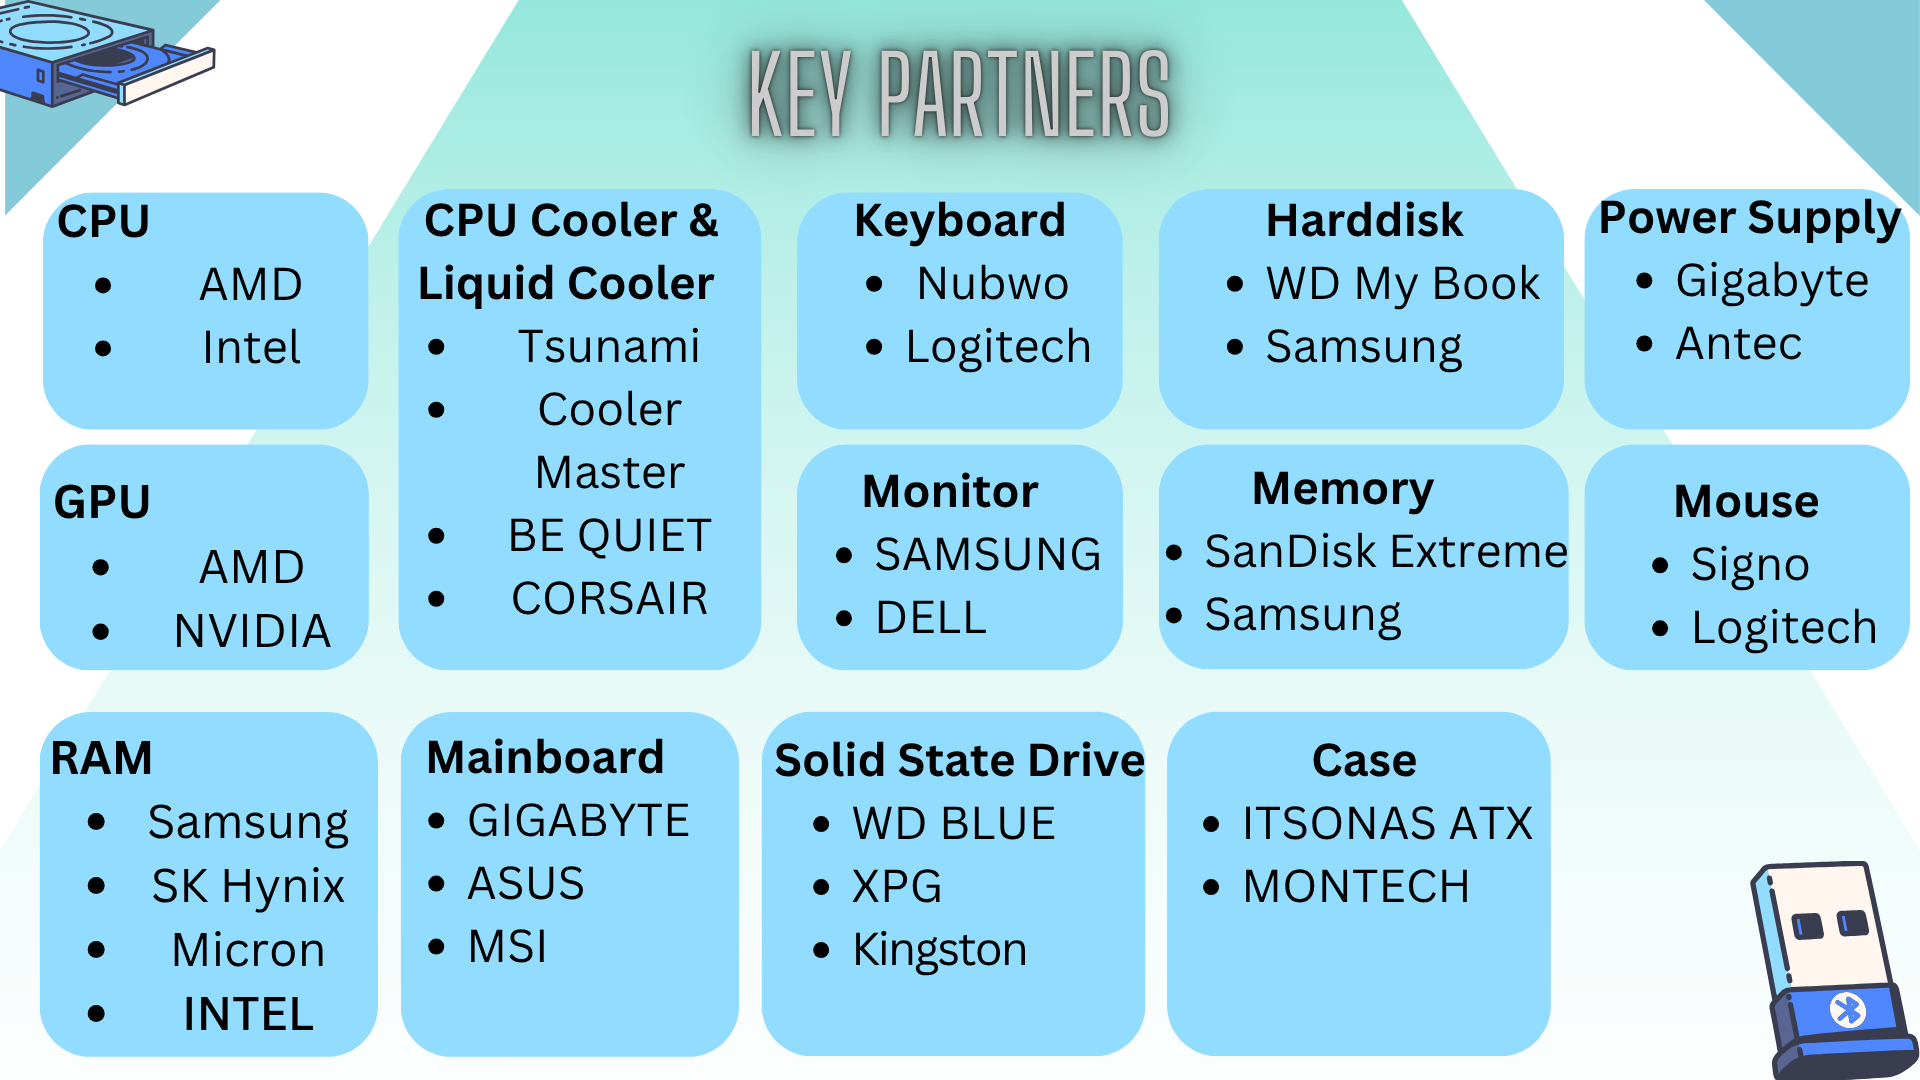 KEY PARTNERS
CPU
AMD
Intel
CPU Cooler &
Liquid Cooler
Tsunami
Cooler
Master
BE QUIET
CORSAIR
Keyboard
Nubwo
Logitech
Harddisk
WD My Book
Samsung
Power Supply
Gigabyte
Antec
GPU
AMD
NVIDIA
Monitor
SAMSUNG
DELL
Memory
SanDisk Extreme
Samsung
Mouse
Signo
Logitech
RAM
Samsung
SK Hynix
Micron
INTEL
Mainboard
GIGABYTE
ASUS
MSI
Solid State Drive
WD BLUE
XPG
Kingston
Case
ITSONAS ATX
MONTECH